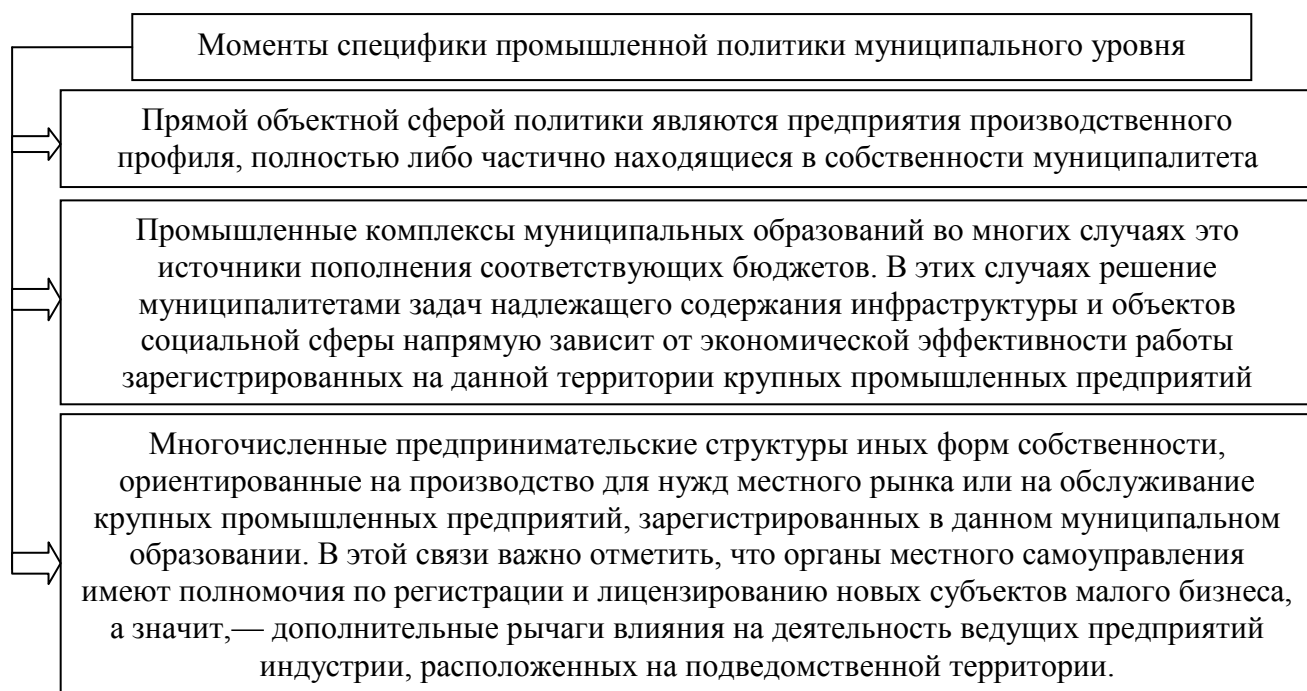 Моменты специфики промышленной политики муниципального уровня
Прямой объектной сферой политики являются предприятия производственного
профиля, полностью либо частично находящиеся в собственности муниципалитета
Промышленные комплексы муниципальных образований во многих случаях это
источники пополнения соответствующих бюджетов. В этих случаях решение
муниципалитетами задач надлежащего содержания инфраструктуры и объектов
социальной сферы напрямую зависит от экономической эффективности работы
зарегистрированных на данной территории крупных промышленных предприятий
Многочисленные предпринимательские структуры иных форм собственности,
ориентированные на производство для нужд местного рынка или на обслуживание
крупных промышленных предприятий, зарегистрированных в данном муниципальном
образовании. В этой связи важно отметить, что органы местного самоуправления
имеют полномочия по регистрации и лицензированию новых субъектов малого бизнеса,
а значит,— дополнительные рычаги влияния на деятельность ведущих предприятий
индустрии, расположенных на подведомственной территории.